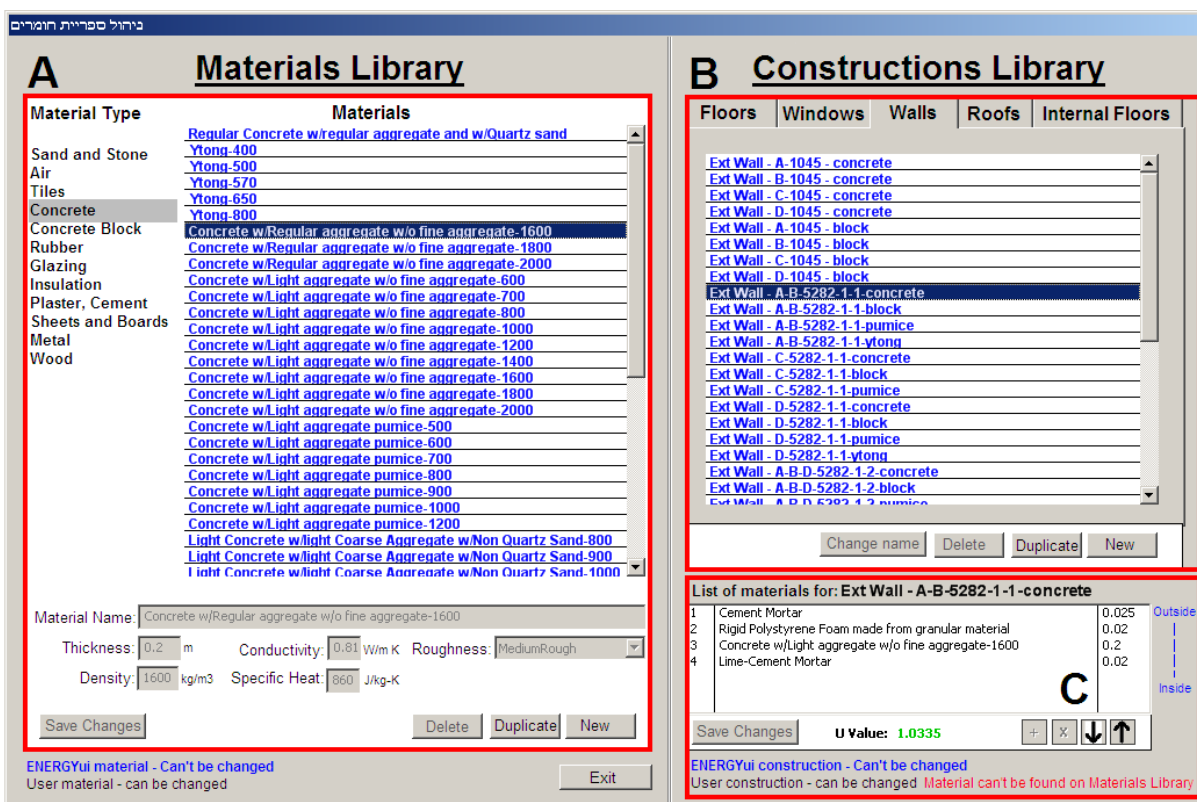 ניהול ספריית חומרים
A Materials Library
Material Type Materials
Sand and Stone
Air
Tiles
Concrete
Concrete Block
Rubber
Glazing
Insulation
Plaster, Cement
Sheets and Boards
Metal
Wood
Regular Concrete w/regular aggregate and w/Quartz sand
Ytong-400
Ytong-500
Ytong-570
Ytong-650
Ytong-800
Concrete w/Regular aggregate w/o fine aggregate-1600
Concrete w/Regular aggregate w/o fine aggregate-1800
Concrete w/Regular aggregate w/o fine aggregate-2000
Concrete w/Light aggregate w/o fine aggregate-600
Concrete w/Light aggregate w/o fine aggregate-700
Concrete w/Light aggregate w/o fine aggregate-800
Concrete w/Light aggregate w/o fine aggregate-1000
Concrete w/Light aggregate w/o fine aggregate-1200
Concrete w/Light aggregate w/o fine aggregate-1400
Concrete w/Light aggregate w/o fine aggregate-1600
Concrete w/Light aggregate w/o fine aggregate-1800
Concrete w/Light aggregate w/o fine aggregate-2000
Concrete w/Light aggregate pumice-500
Concrete w/Light aggregate pumice-600
Concrete w/Light aggregate pumice-700
Concrete w/Light aggregate pumice-800
Concrete w/Light aggregate pumice-900
Concrete w/Light aggregate pumice-1000
Concrete w/Light aggregate pumice-1200
Light Concrete w/light Coarse Aggregate w/Non Quartz Sand-800
Light Concrete w/light Coarse Aggregate w/Non Quartz Sand-900
Light Concrete w/light Coarse Aggregate w/Non Quartz Sand-1000
Material Name: Concrete w/Regular aggregate w/o fine aggregate-1600
Thickness: 0.2 m Conductivity: 0.81 W/m K Roughness: MediumRough
Density: 1600 kg/m3 Specific Heat: 860 J/kg-K
Save Changes Delete Duplicate New
ENERGYui material - Can't be changed
User material - can be changed
Exit
B Constructions Library
Floors Windows Walls Roofs Internal Floors
Ext Wall - A-1045 - concrete
Ext Wall - B-1045 - concrete
Ext Wall - C-1045 - concrete
Ext Wall - D-1045 - concrete
Ext Wall - A-1045 - block
Ext Wall - B-1045 - block
Ext Wall - C-1045 - block
Ext Wall - D-1045 - block
Ext Wall - A-B-5282-1-1-concrete
Ext Wall - A-B-5282-1-1-block
Ext Wall - A-B-5282-1-1-pumice
Ext Wall - A-B-5282-1-1-ytong
Ext Wall - C-5282-1-1-concrete
Ext Wall - C-5282-1-1-block
Ext Wall - C-5282-1-1-pumice
Ext Wall - D-5282-1-1-concrete
Ext Wall - D-5282-1-1-block
Ext Wall - D-5282-1-1-pumice
Ext Wall - D-5282-1-1-ytong
Ext Wall - A-B-D-5282-1-2-concrete
Ext Wall - A-B-D-5282-1-2-block
Ext Wall - A-B-D-5282-1-2-pumice
Change name Delete Duplicate New
List of materials for: Ext Wall - A-B-5282-1-1-concrete
1 Cement Mortar 0.025 Outside
2 Rigid Polystyrene Foam made from granular material 0.02
3 Concrete w/Light aggregate w/o fine aggregate-1600 0.2
4 Lime-Cement Mortar 0.02
C
Inside
Save Changes U Value: 1.0335 + X
ENERGYui construction - Can't be changed
User construction - can be changed Material can't be found on Materials Library